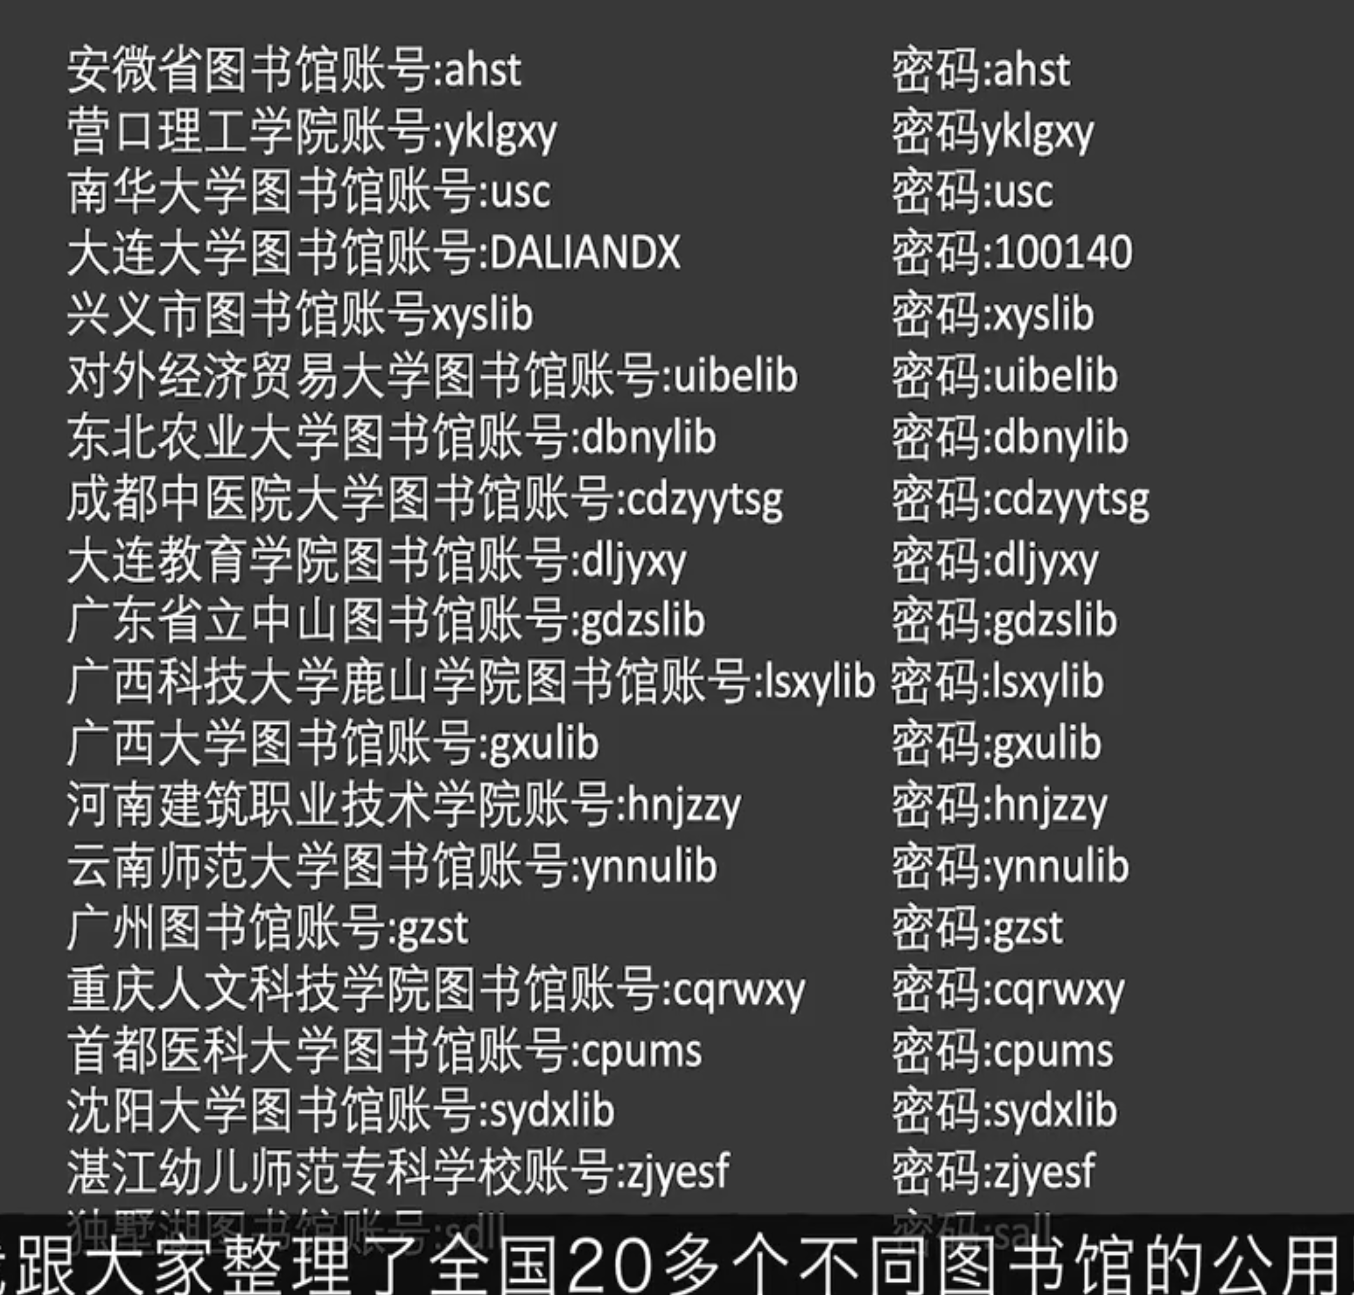 安微省图书馆账号:ahst 密码:ahst
营口理工学院账号:yklgxy 密码yklgxy
南华大学图书馆账号:usc 密码:usc
大连大学图书馆账号:DALIANDX 密码:100140
兴义市图书馆账号xyslib 密码:xyslib
对外经济贸易大学图书馆账号:uibelib 密码:uibelib
东北农业大学图书馆账号:dbnylib 密码:dbnylib
成都中医院大学图书馆账号:cdzyytsg 密码:cdzyytsg
大连教育学院图书馆账号:dljyxy 密码:dljyxy
广东省立中山图书馆账号:gdzslib 密码:gdzslib
广西科技大学鹿山学院图书馆账号:lsxylib 密码:lsxylib
广西大学图书馆账号:gxulib 密码:gxulib
河南建筑职业技术学院账号:hnjzzy 密码:hnjzzy
云南师范大学图书馆账号:ynnulib 密码:ynnulib
广州图书馆账号:gzst 密码:gzst
重庆人文科技学院图书馆账号:cqrwxy 密码:cqrwxy
首都医科大学图书馆账号:cpums 密码:cpums
沈阳大学图书馆账号:sydxlib 密码:sydxlib
湛江幼儿师范专科学校账号:zjyesf 密码:zjyesf
独墅湖图书馆账号: 密码:
跟大家整理了全国20多个不同图书馆的公用